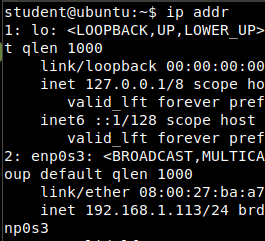 student@ubuntu:~$ ip addr
1: lo: <LOOPBACK,UP,LOWER_UP>
t qlen 1000
    link/loopback 00:00:00:00
    inet 127.0.0.1/8 scope ho
       valid_lft forever pref
    inet6 ::1/128 scope host
       valid_lft forever pref
2: enp0s3: <BROADCAST,MULTICA
oup default qlen 1000
    link/ether 08:00:27:ba:a7
    inet 192.168.1.113/24 brd
np0s3